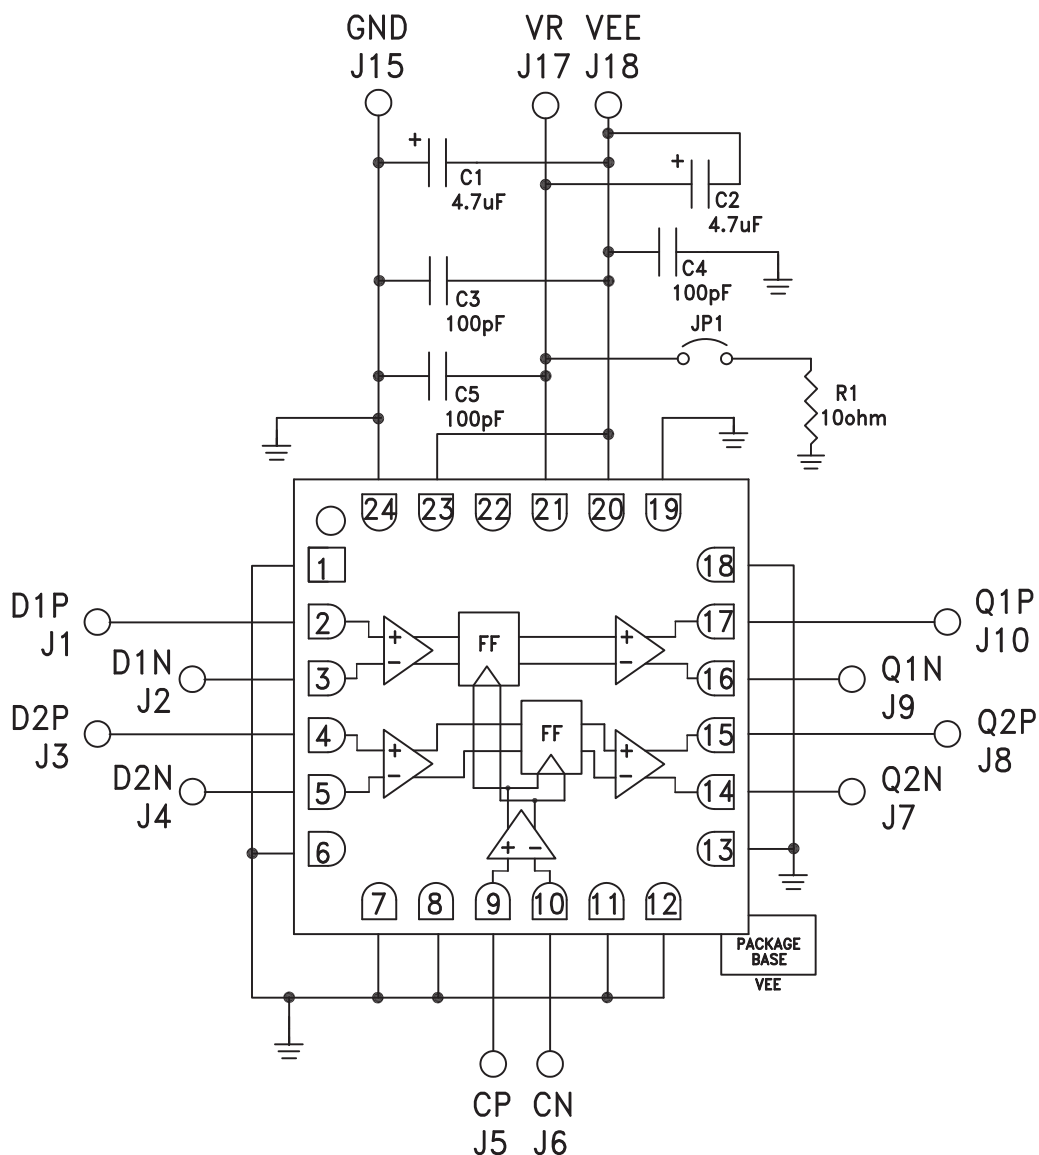 GND VR VEE
J15 J17 J18
+
C1
4.7uF
+
C2
4.7uF
C4
100pF
C3
100pF
JP1
C5
100pF
R1
10ohm
24 23 22 21 20 19
1 18
D1P
J1
2 + FF + 17
Q1P
J10
D1N
J2
3 − − 16
Q1N
J9
D2P
J3
4 + FF + 15
Q2P
J8
D2N
J4
5 − − 14
Q2N
J7
6 + − 13
7 8 9 10 11 12
PACKAGE
BASE
VEE
CP CN
J5 J6